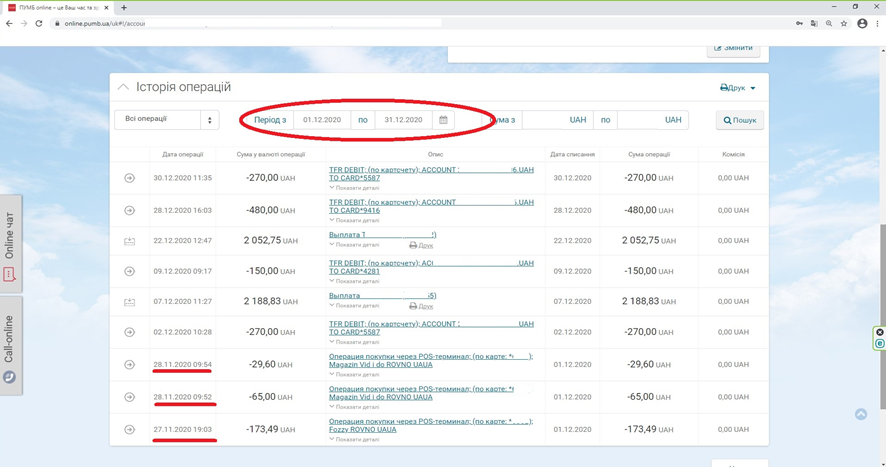 ПУМБ online – це Ваш час та зр
online.pumb.ua/uk#!/accou
Змінити
Історія операцій
Друк
Всі операції
Період з 01.12.2020 по 31.12.2020
ума з UAH по UAH
Пошук
Дата операції Сума у валюті операції Опис Дата списання Сума операції Комісія
30.12.2020 11:35 -270,00 UAH TFR DEBIT; (по картсчету); ACCOUNT 6.UAH 30.12.2020 -270,00 UAH 0,00 UAH
TO CARD*5587
Показати деталі
28.12.2020 16:03 -480,00 UAH TFR DEBIT; (по картсчету); ACCOUNT .UAH 28.12.2020 -480,00 UAH 0,00 UAH
TO CARD*9416
Показати деталі
22.12.2020 12:47 2 052,75 UAH Выплата 22.12.2020 2 052,75 UAH 0,00 UAH
Показати деталі Друк
09.12.2020 09:17 -150,00 UAH TFR DEBIT; (по картсчету); AC .UAH 09.12.2020 -150,00 UAH 0,00 UAH
TO CARD*4281
Показати деталі
07.12.2020 11:27 2 188,83 UAH Выплата 5) 07.12.2020 2 188,83 UAH 0,00 UAH
Показати деталі Друк
02.12.2020 10:28 -270,00 UAH TFR DEBIT; (по картсчету); ACCOUNT UAH 02.12.2020 -270,00 UAH 0,00 UAH
TO CARD*5587
Показати деталі
28.11.2020 09:54 -29,60 UAH Операция покупки через POS-терминал; (по карте: * ); 01.12.2020 -29,60 UAH 0,00 UAH
Magazin Vid i do ROVNO UAUA
Показати деталі
28.11.2020 09:52 -65,00 UAH Операция покупки через POS-терминал; (по карте: * 01.12.2020 -65,00 UAH 0,00 UAH
Magazin Vid i do ROVNO UAUA
Показати деталі
27.11.2020 19:03 -173,49 UAH Операция покупки через POS-терминал; (по карте: * ); 01.12.2020 -173,49 UAH 0,00 UAH
Fozzy ROVNO UAUA
Показати деталі
Online чат
Call-online